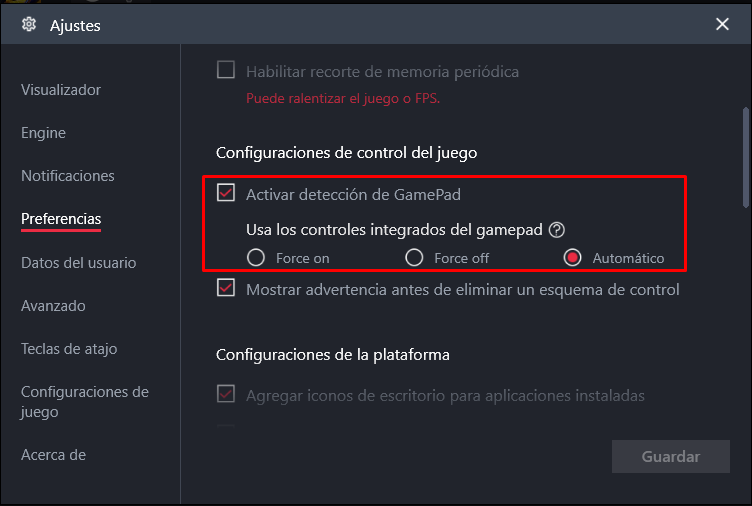 Ajustes
Visualizador
Engine
Notificaciones
Preferencias
Datos del usuario
Avanzado
Teclas de atajo
Configuraciones de
juego
Acerca de
Habilitar recorte de memoria periódica
Puede ralentizar el juego o FPS.
Configuraciones de control del juego
Activar detección de GamePad
Usa los controles integrados del gamepad ?
Force on Force off Automático
Mostrar advertencia antes de eliminar un esquema de control
Configuraciones de la plataforma
Agregar iconos de escritorio para aplicaciones instaladas
Guardar